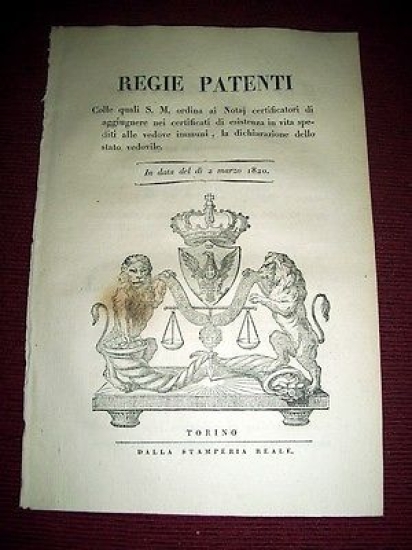 REGIE PATENTI
Colle quali S. M. ordina ai Notaj certificatori di
aggiugnere nei certificati di esistenza in vita spe-
diti alle vedove immuni, la dichiarazione dello
stato vedovile.
In data del dì 2 marzo 1820.
TORINO
DALLA STAMPERIA REALE.